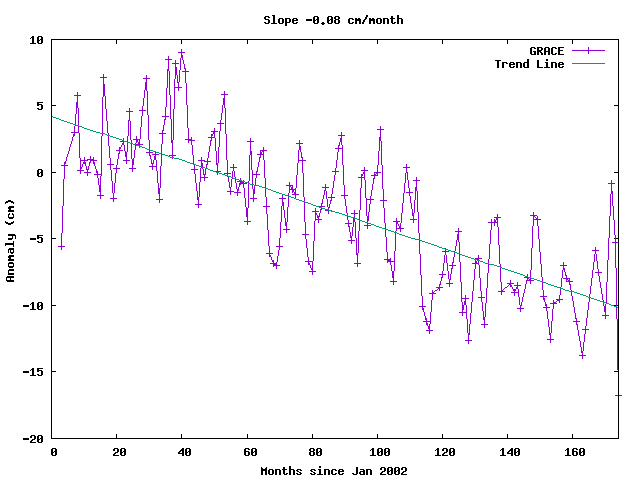 Slope -0.08 cm/month
GRACE
Trend Line
10
5
0
-5
-10
-15
-20
Anomaly (cm)
0 20 40 60 80 100 120 140 160
Months since Jan 2002